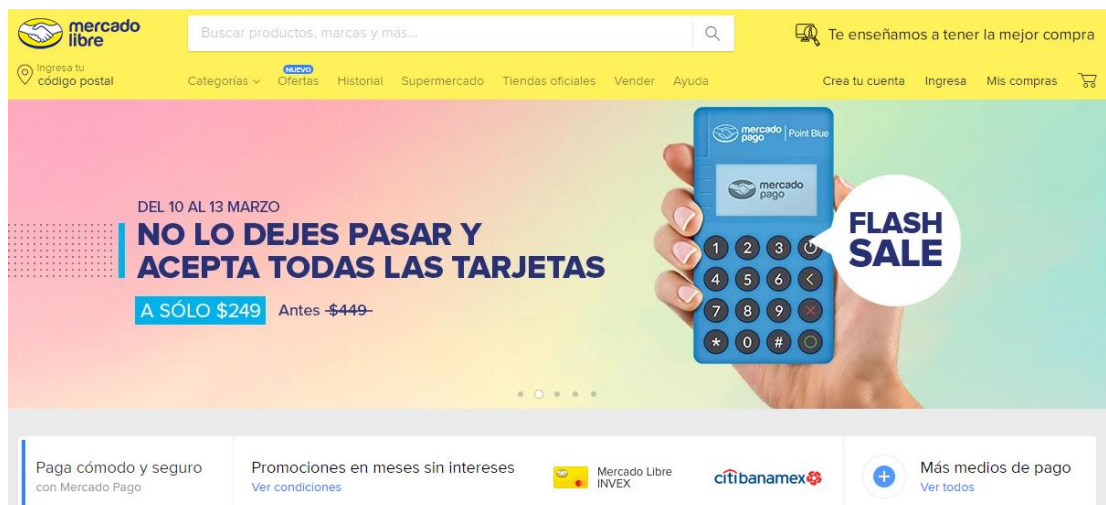 mercado
libre
Buscar productos, marcas y más...
Te enseñamos a tener la mejor compra
Ingresa tu
código postal
Categorías
NUEVO
Ofertas
Historial
Supermercado
Tiendas oficiales
Vender
Ayuda
Crea tu cuenta
Ingresa
Mis compras
DEL 10 AL 13 MARZO
NO LO DEJES PASAR Y
ACEPTA TODAS LAS TARJETAS
A SÓLO $249 Antes $449
mercado
pago
Point Blue
mercado
pago
1 2 3
4 5 6 <
7 8 9 ×
* 0 #
FLASH
SALE
Paga cómodo y seguro
con Mercado Pago
Promociones en meses sin intereses
Ver condiciones
Mercado Libre
INVEX
citibanamex
Más medios de pago
Ver todos